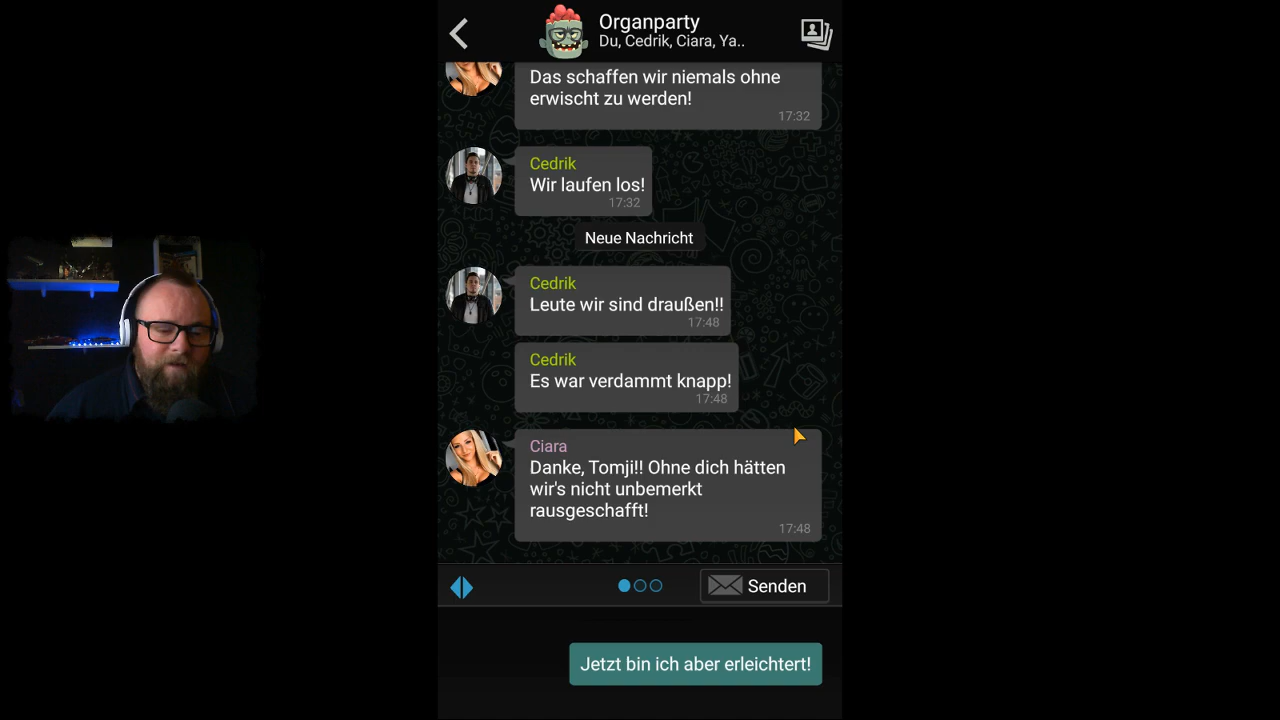 Organparty
Du, Cedrik, Ciara, Ya..
Das schaffen wir niemals ohne
erwischt zu werden!
17:32
Cedrik
Wir laufen los!
17:32
Neue Nachricht
Cedrik
Leute wir sind draußen!!
17:48
Cedrik
Es war verdammt knapp!
17:48
Ciara
Danke, Tomji!! Ohne dich hätten
wir's nicht unbemerkt
rausgeschafft!
17:48
Senden
Jetzt bin ich aber erleichtert!